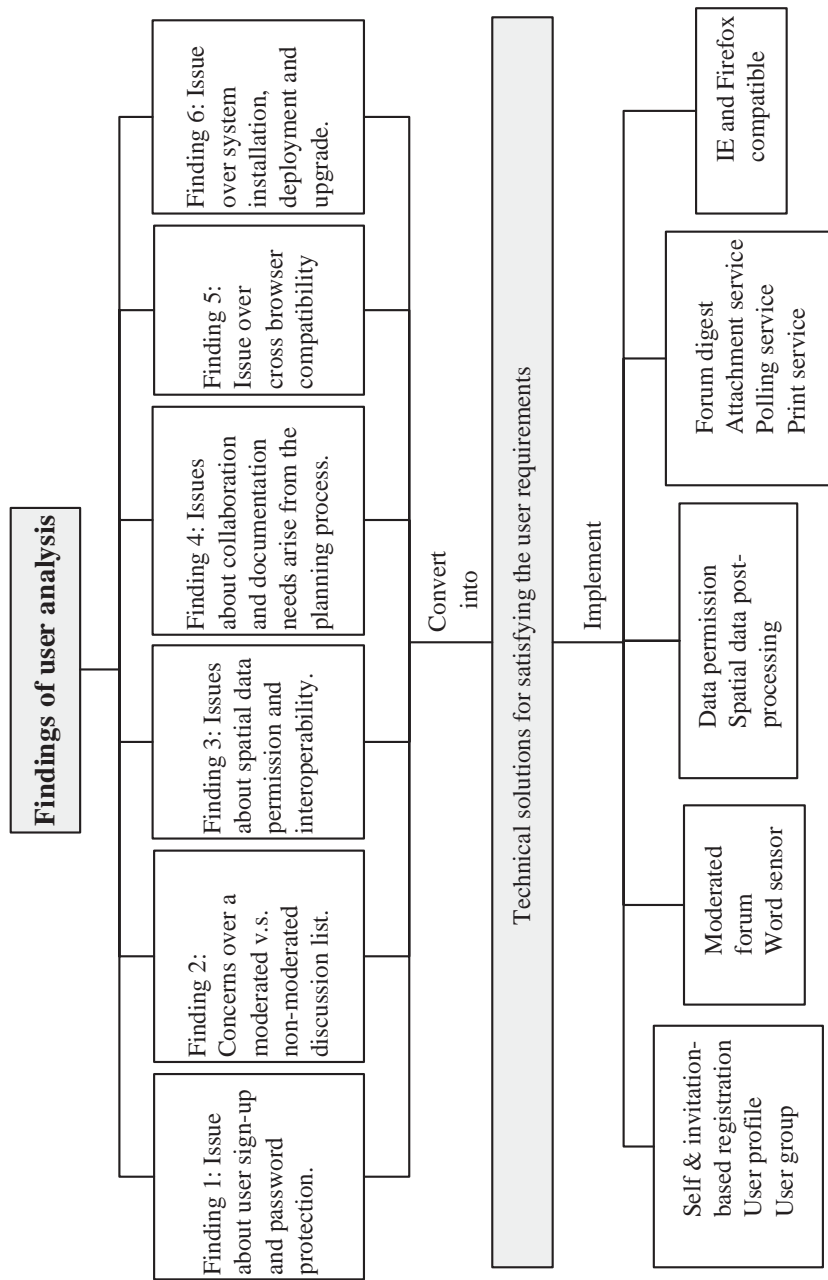 Findings of user analysis
Finding 1: Issue
about user sign-up
and password
protection.
Finding 2:
Concerns over a
moderated v.s.
non-moderated
discussion list.
Finding 3: Issues
about spatial data
permission and
interoperability.
Finding 4: Issues
about collaboration
and documentation
needs arise from the
planning process.
Finding 5:
Issue over
cross browser
compatibility
Finding 6: Issue
over system
installation,
deployment and
upgrade.
Convert
into
Technical solutions for satisfying the user requirements
Implement
Self & invitation-
based registration
User profile
User group
Moderated
forum
Word sensor
Data permission
Spatial data post-
processing
Forum digest
Attachment service
Polling service
Print service
IE and Firefox
compatible